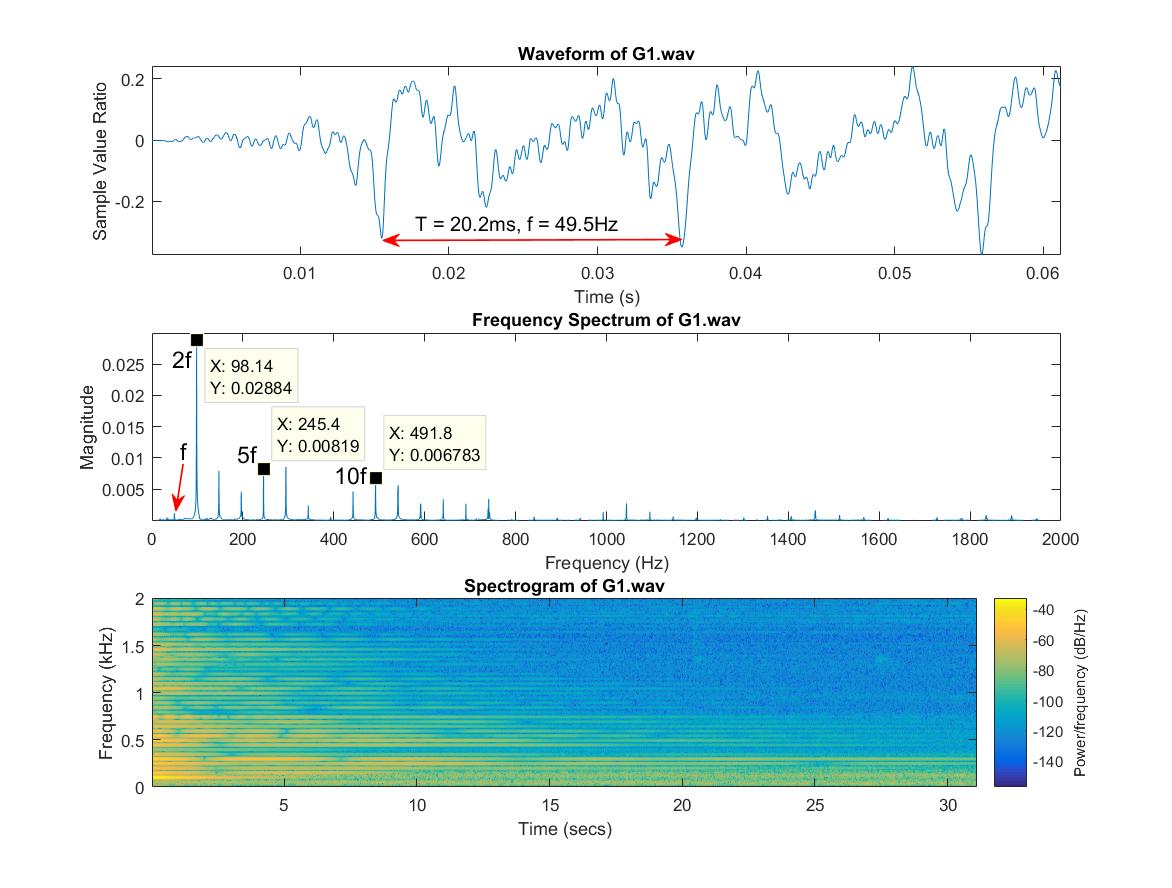 Waveform of G1.wav
Sample Value Ratio
0.2
0
-0.2
T = 20.2ms, f = 49.5Hz
0.01 0.02 0.03 0.04 0.05 0.06
Time (s)
Frequency Spectrum of G1.wav
Magnitude
0.025
0.02
0.015
0.01
0.005
2f
X: 98.14
Y: 0.02884
f
5f
X: 245.4
Y: 0.00819
10f
X: 491.8
Y: 0.006783
0 200 400 600 800 1000 1200 1400 1600 1800 2000
Frequency (Hz)
Spectrogram of G1.wav
Frequency (kHz)
2
1.5
1
0.5
0
5 10 15 20 25 30
Time (secs)
-40
-60
-80
-100
-120
-140
Power/frequency (dB/Hz)